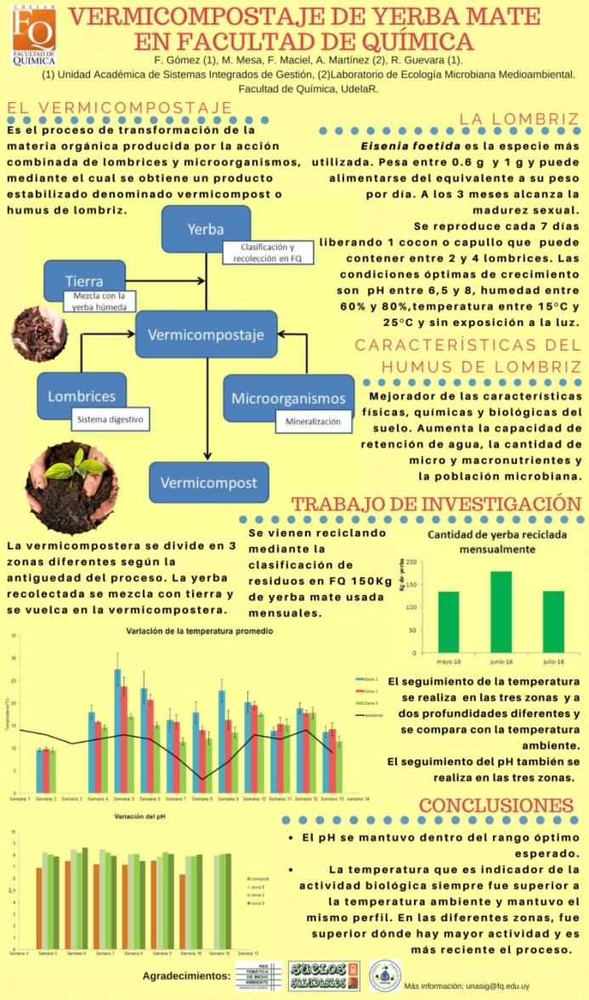 UDELAR
FQ
FACULTAD DE
QUIMICA
VERMICOMPOSTAJE DE YERBA MATE
EN FACULTAD DE QUÍMICA
F. Gómez (1), M. Mesa, F. Maciel, A. Martínez (2), R. Guevara (1).
(1) Unidad Académica de Sistemas Integrados de Gestión, (2)Laboratorio de Ecología Microbiana Medioambiental.
Facultad de Química, UdelaR.
EL VERMICOMPOSTAJE
Es el proceso de transformación de la
materia orgánica producida por la acción
combinada de lombrices y microorganismos,
mediante el cual se obtiene un producto
estabilizado denominado vermicompost o
humus de lombriz.
LA LOMBRIZ
Eisenia foetida es la especie más
utilizada. Pesa entre 0.6 g y 1 g y puede
alimentarse del equivalente a su peso
por día. A los 3 meses alcanza la
madurez sexual.
Se reproduce cada 7 días
liberando 1 cocon o capullo que puede
contener entre 2 y 4 lombrices. Las
condiciones óptimas de crecimiento
son pH entre 6,5 y 8, humedad entre
60% y 80%,temperatura entre 15ºC y
25ºC y sin exposición a la luz.
Yerba
Clasificación y
recolección en FQ
Tierra
Mezcla con la
yerba húmeda
Vermicompostaje
Lombrices
Sistema digestivo
Microorganismos
Mineralización
Vermicompost
CARACTERÍSTICAS DEL
HUMUS DE LOMBRIZ
Mejorador de las características
físicas, químicas y biológicas del
suelo. Aumenta la capacidad de
retención de agua, la cantidad de
micro y macronutrientes y
la población microbiana.
TRABAJO DE INVESTIGACIÓN
La vermicompostera se divide en 3
zonas diferentes según la
antiguedad del proceso. La yerba
recolectada se mezcla con tierra y
se vuelca en la vermicompostera.
Se vienen reciclando
mediante la
clasificación de
residuos en FQ 150Kg
de yerba mate usada
mensuales.
Cantidad de yerba reciclada
mensualmente
Kg de yerba
200
150
100
50
0
mayo-16 junio-16 julio-16
Variación de la temperatura promedio
Temperatura (ºC)
35
30
25
20
15
10
5
0
Semana 1 Semana 2 Semana 3 Semana 4 Semana 5 Semana 6 Semana 7 Semana 8 Semana 9 Semana 10 Semana 11 Semana 12 Semana 13 semana 14
Zona 1
Zona 2
Zona 3
ambiente
El seguimiento de la temperatura
se realiza en las tres zonas y a
dos profundidades diferentes y
se compara con la temperatura
ambiente.
El seguimiento del pH también se
realiza en las tres zonas.
Variación del pH
pH
10
9
8
7
6
5
4
3
2
1
0
Semana 4 Semana 5 Semana 6 Semana 7 Semana 8 Semana 9 Semana 10 Semana 11 Semana 12 Semana 13
compost
zona 1
zona 2
zona 3
CONCLUSIONES
• El pH se mantuvo dentro del rango óptimo
esperado.
• La temperatura que es indicador de la
actividad biológica siempre fue superior a
la temperatura ambiente y mantuvo el
mismo perfil. En las diferentes zonas, fue
superior dónde hay mayor actividad y es
más reciente el proceso.
Agradecimientos:
RED
TEMÁTICA
DE MEDIO
AMBIENTE
SUELOS
SALUDABLES
Más información: unasig@fq.edu.uy